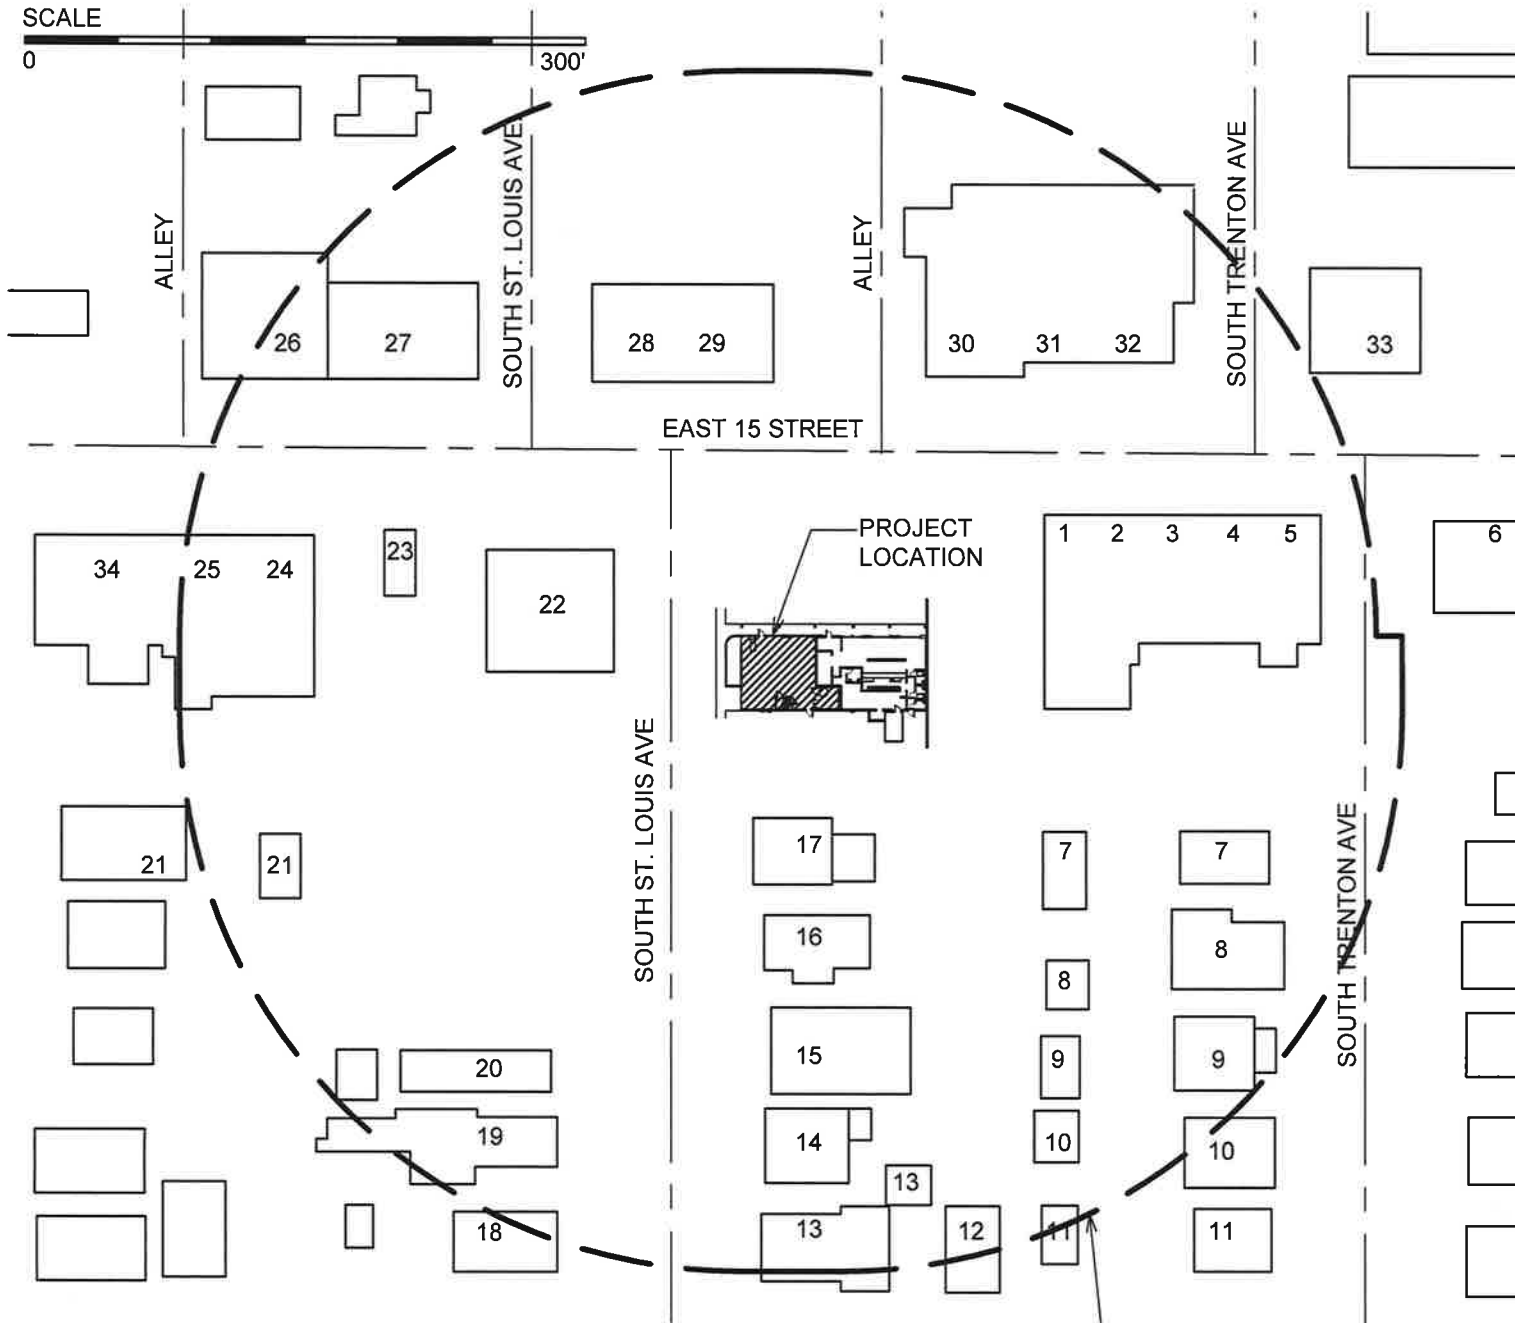 SCALE
0 300'
SOUTH ST. LOUIS AVE
SOUTH TRENTON AVE
ALLEY
ALLEY
26 27 28 29 30 31 32 33
EAST 15 STREET
PROJECT
LOCATION
1 2 3 4 5 6
34 25 24 23 22
SOUTH ST. LOUIS AVE
SOUTH TRENTON AVE
21 21 17 7 7
16 8 8
20 15 9 9
19 14 10 10
13
18 13 12 11 11